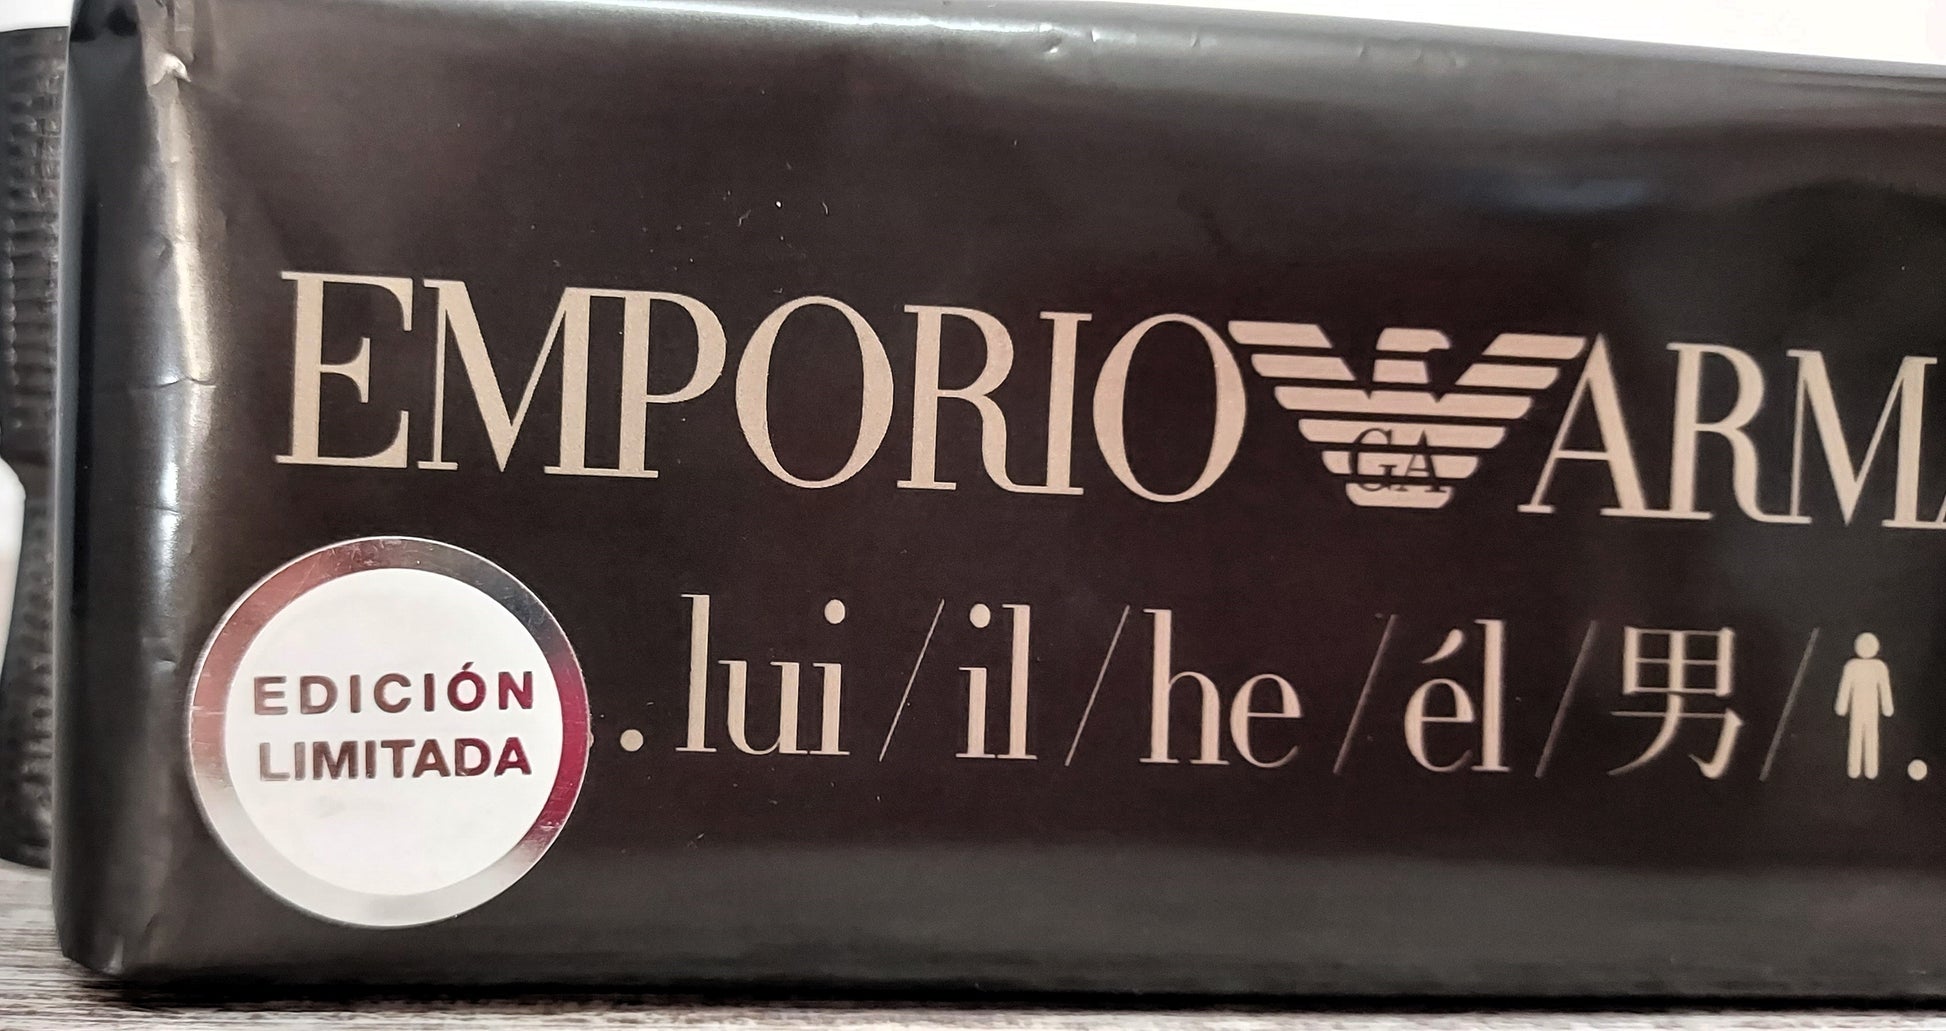 EMPORIO GA ARMA
EDICIÓN
LIMITADA
.lui/il/he/él/男/.